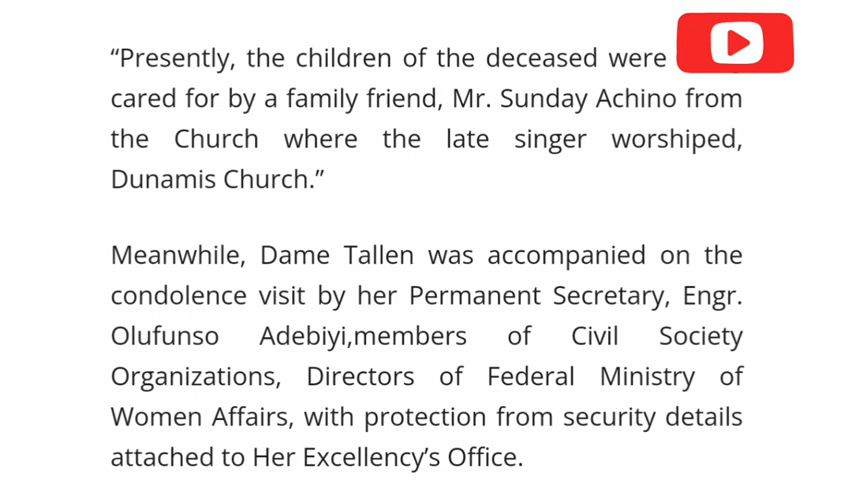 “Presently, the children of the deceased were
cared for by a family friend, Mr. Sunday Achino from
the Church where the late singer worshiped,
Dunamis Church.”
Meanwhile, Dame Tallen was accompanied on the
condolence visit by her Permanent Secretary, Engr.
Olufunso Adebiyi,members of Civil Society
Organizations, Directors of Federal Ministry of
Women Affairs, with protection from security details
attached to Her Excellency’s Office.